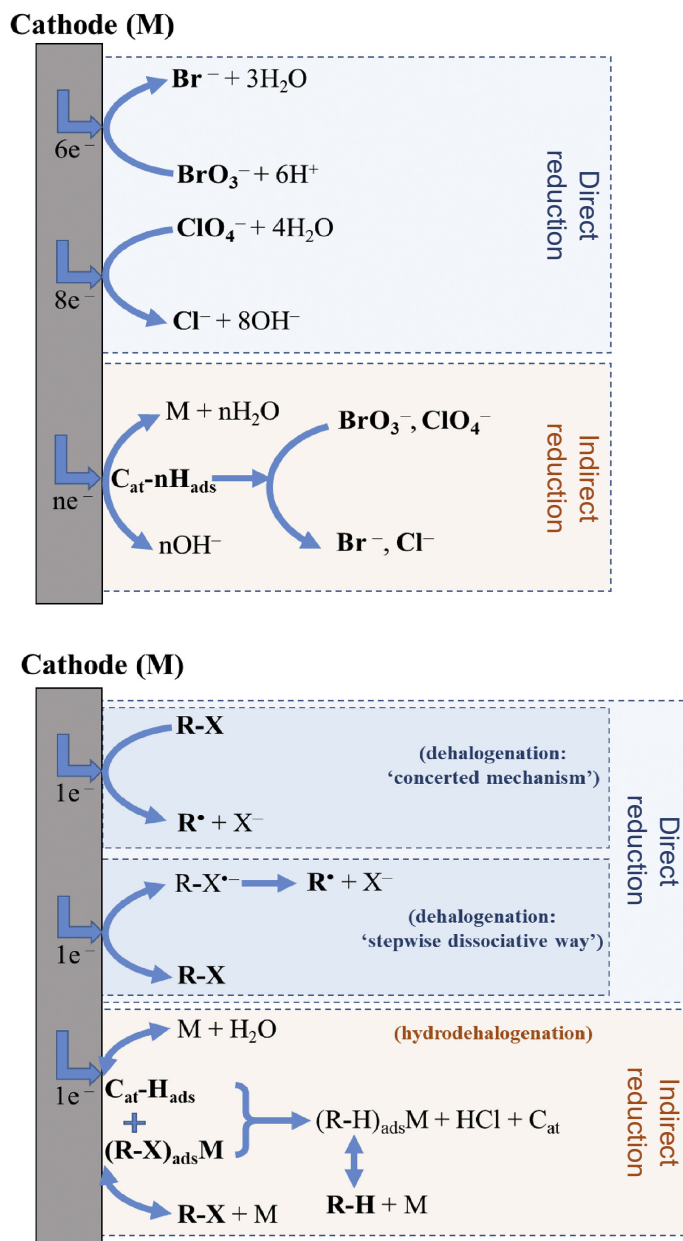 Cathode (M)
Br⁻ + 3H₂O
6e⁻
BrO₃⁻ + 6H⁺
ClO₄⁻ + 4H₂O
8e⁻
Cl⁻ + 8OH⁻
Direct
reduction
M + nH₂O
BrO₃⁻, ClO₄⁻
Cat-nHads
ne⁻
nOH⁻
Br⁻, Cl⁻
Indirect
reduction
Cathode (M)
R-X
(dehalogenation:
‘concerted mechanism’)
1e⁻
R• + X⁻
R-X•⁻
R• + X⁻
(dehalogenation:
‘stepwise dissociative way’)
1e⁻
R-X
Direct
reduction
M + H₂O
(hydrodehalogenation)
1e⁻
Cat-Hads
+
(R-X)adsM
(R-H)adsM + HCl + Cat
R-H + M
R-X + M
Indirect
reduction